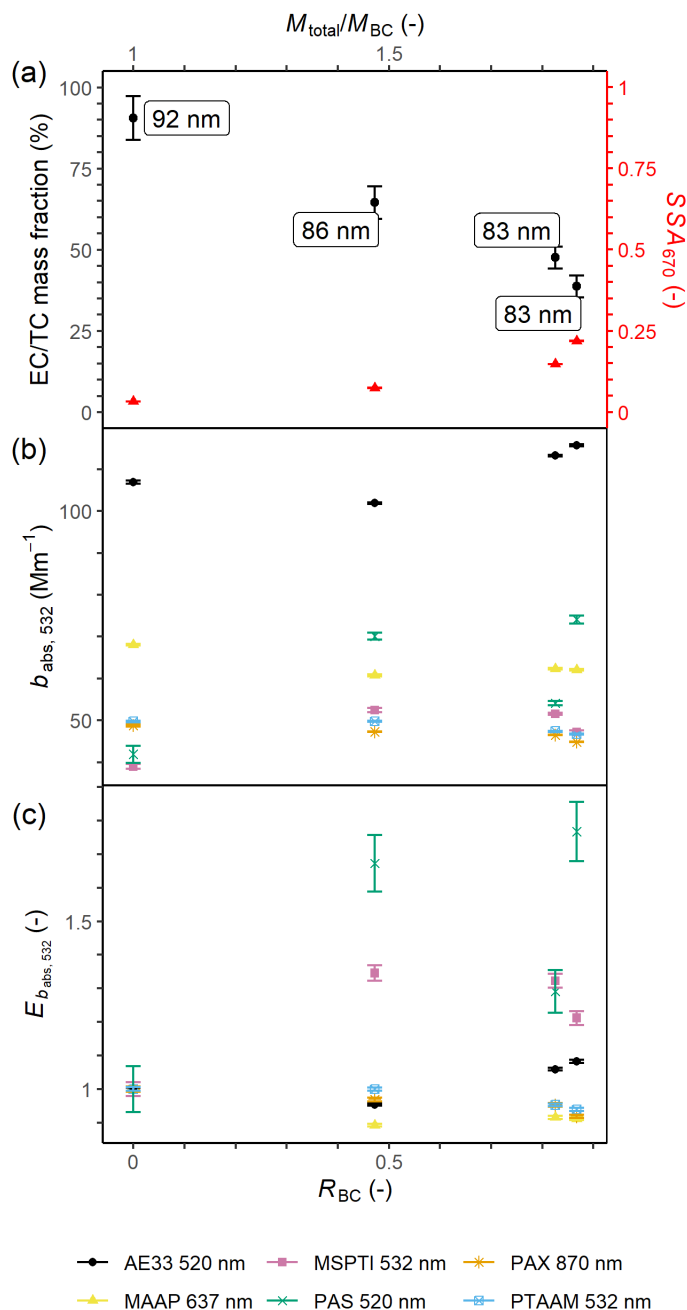 M_total/M_BC (-)
1 1.5
(a)
EC/TC mass fraction (%)
100
75
50
25
0
92 nm
86 nm
83 nm
83 nm
1
0.75
0.5
0.25
0
SSA_670 (-)
(b)
b_abs, 532 (Mm⁻¹)
100
50
(c)
E_b_abs, 532 (-)
1.5
1
0 0.5
R_BC (-)
AE33 520 nm MSPTI 532 nm PAX 870 nm
MAAP 637 nm PAS 520 nm PTAAM 532 nm